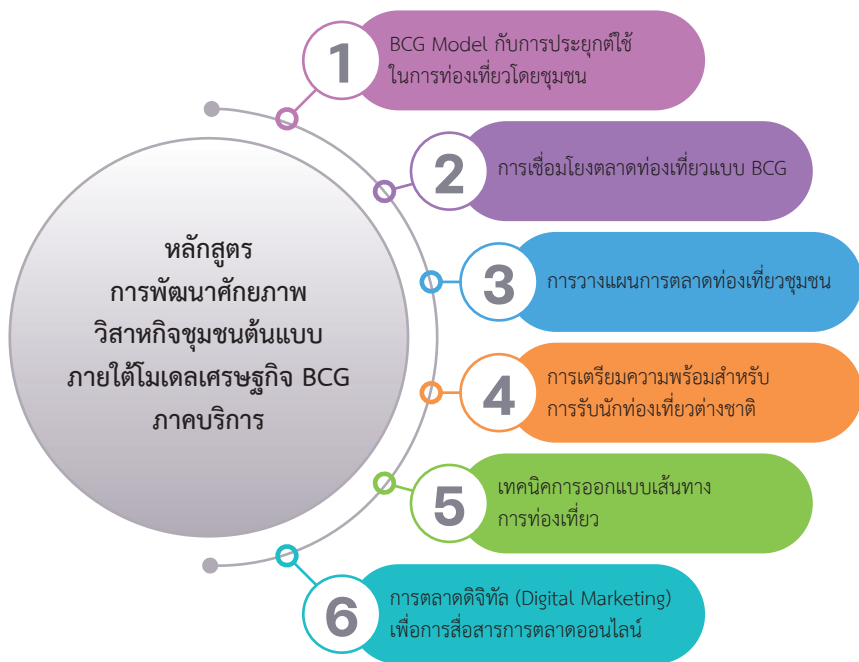 หลักสูตร
การพัฒนาศักยภาพ
วิสาหกิจชุมชนต้นแบบ
ภายใต้โมเดลเศรษฐกิจ BCG
ภาคบริการ
1
BCG Model กับการประยุกต์ใช้
ในการท่องเที่ยวโดยชุมชน
2
การเชื่อมโยงตลาดท่องเที่ยวแบบ BCG
3
การวางแผนการตลาดท่องเที่ยวชุมชน
4
การเตรียมความพร้อมสำหรับ
การรับนักท่องเที่ยวต่างชาติ
5
เทคนิคการออกแบบเส้นทาง
การท่องเที่ยว
6
การตลาดดิจิทัล (Digital Marketing)
เพื่อการสื่อสารการตลาดออนไลน์